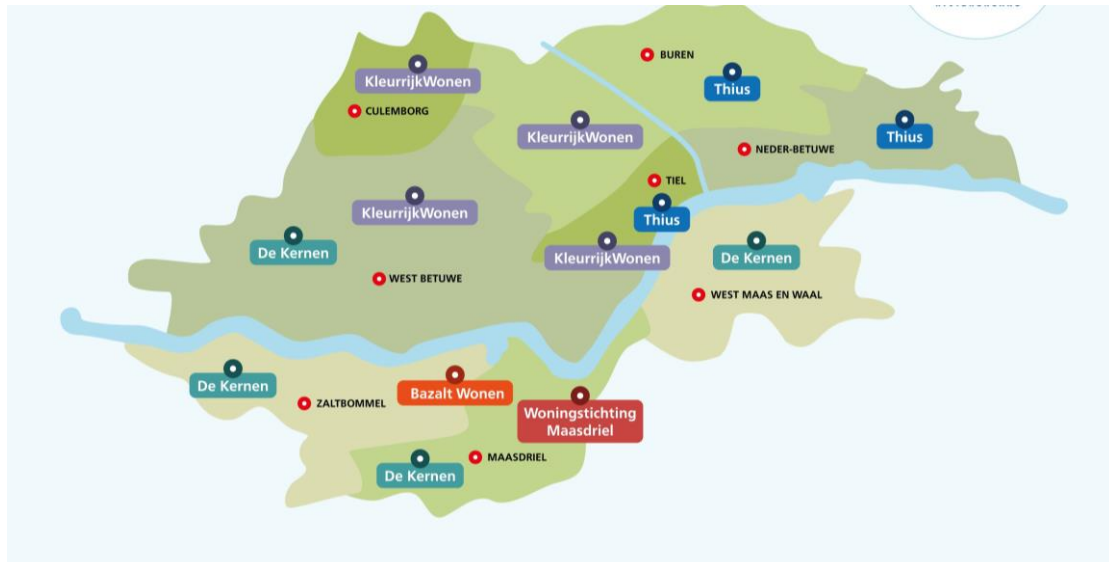 BUREN
KleurrijkWonen
Thius
CULEMBORG
KleurrijkWonen
Thius
NEDER-BETUWE
TIEL
KleurrijkWonen
Thius
De Kernen
KleurrijkWonen
De Kernen
WEST BETUWE
WEST MAAS EN WAAL
De Kernen
Bazalt Wonen
ZALTBOMMEL
Woningstichting
Maasdriel
MAASDRIEL
De Kernen